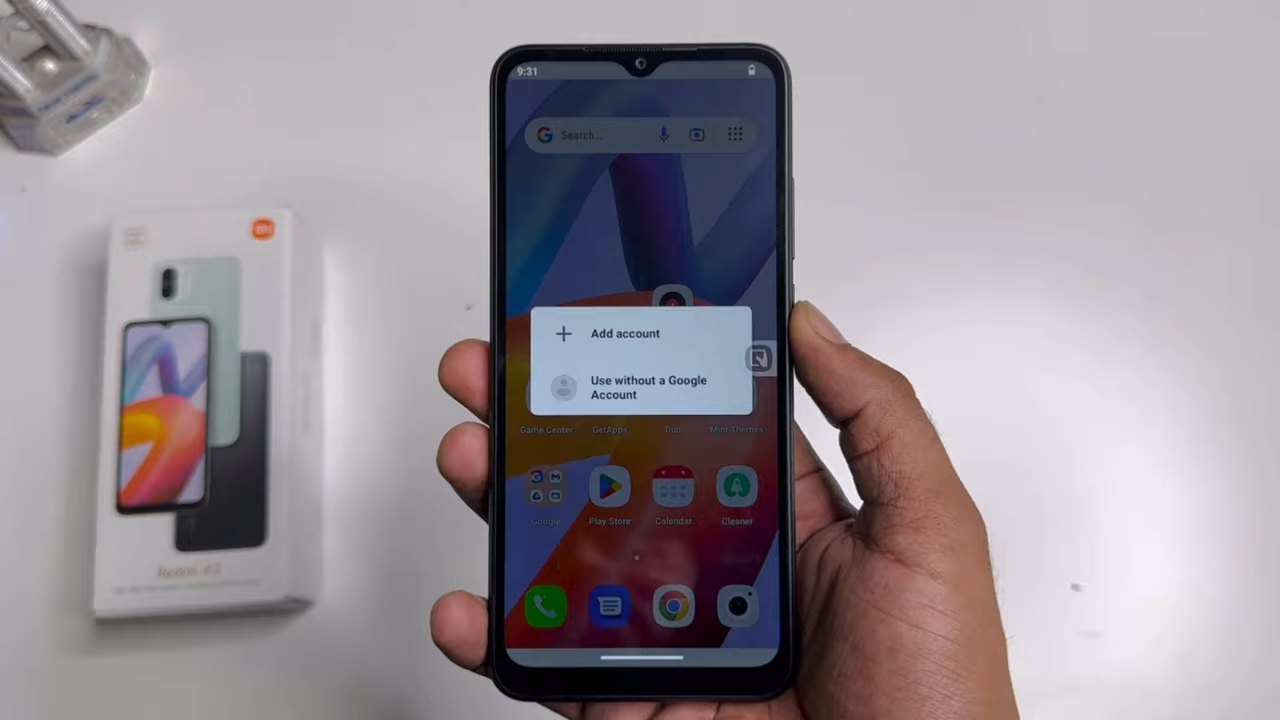 9:31
Search...
Add account
Use without a Google
Account
Game Center
GetApps
Duo
Mint Themes
Google
Play Store
Calendar
Cleaner
Redmi A2